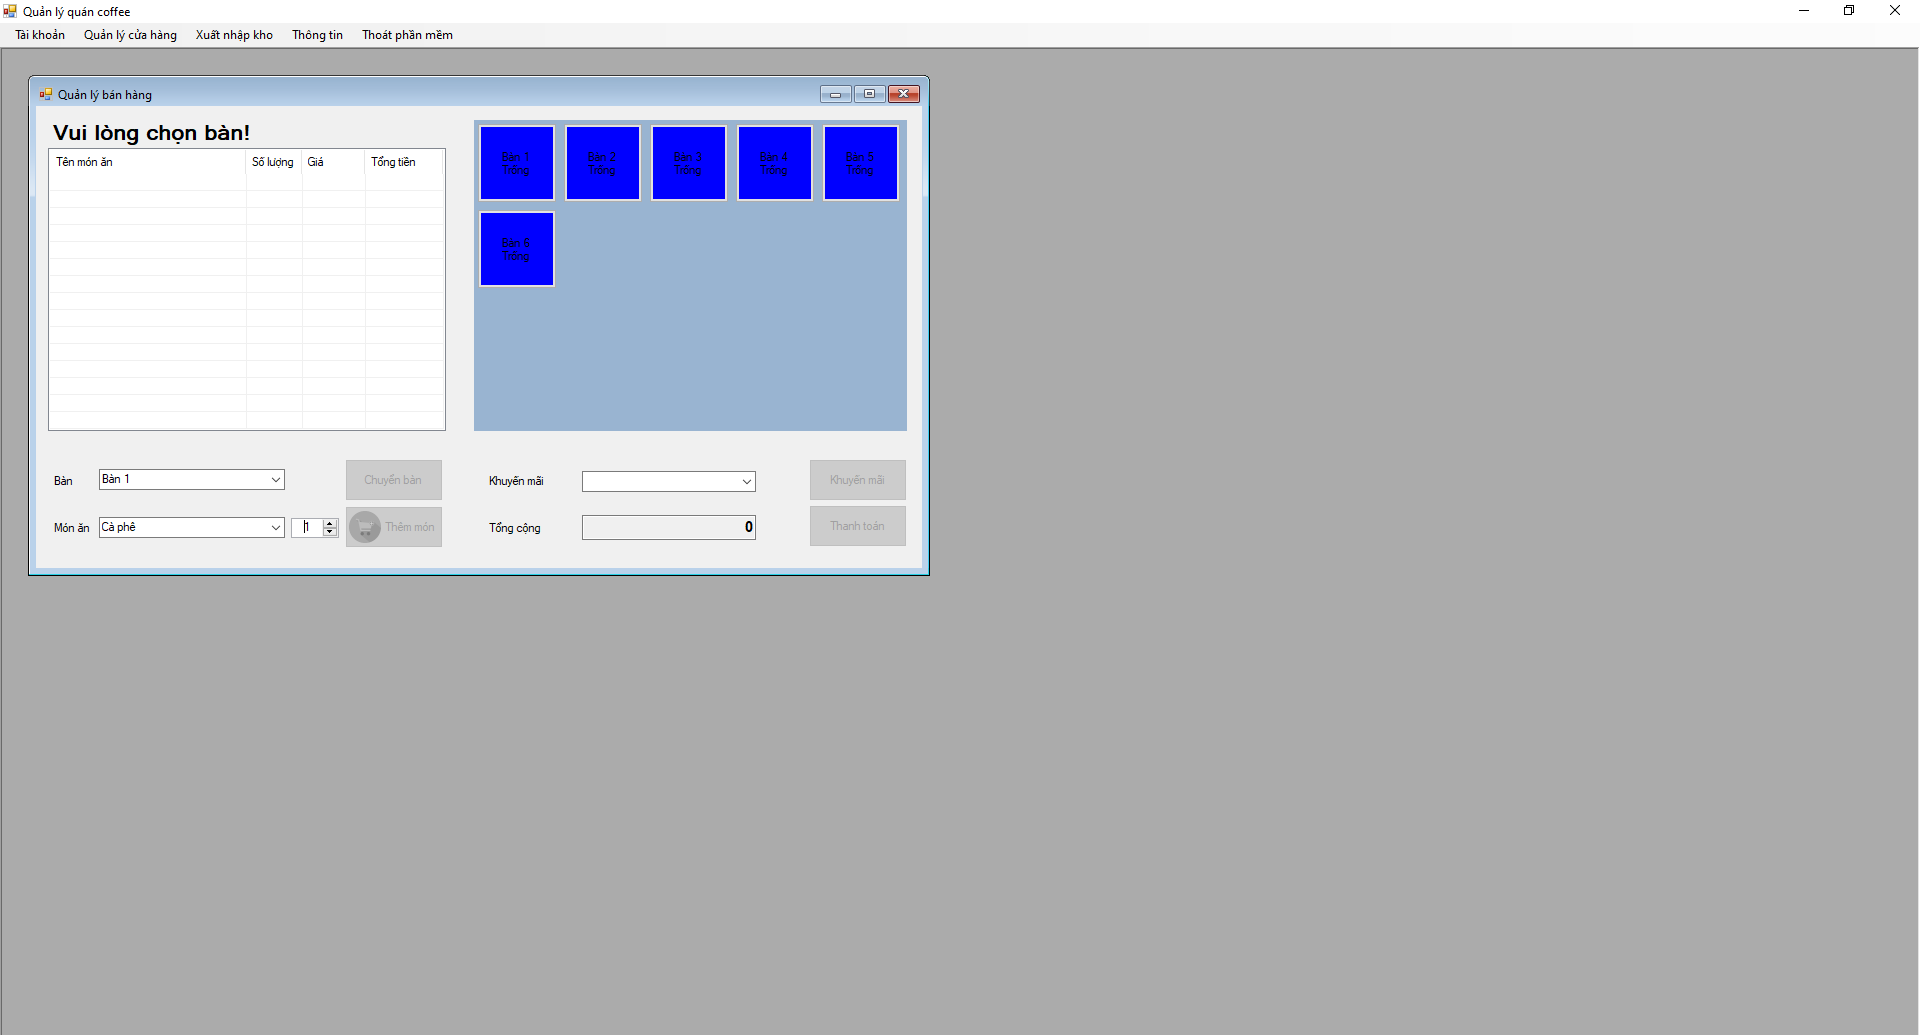 Quản lý quán coffee
Tài khoản Quản lý cửa hàng Xuất nhập kho Thông tin Thoát phần mềm
Quản lý bán hàng
Vui lòng chọn bàn!
Tên món ăn Số lượng Giá Tổng tiền
Bàn 1 Bàn 2 Bàn 3 Bàn 4 Bàn 5
Trống Trống Trống Trống Trống
Bàn 6
Trống
Bàn Bàn 1 Chuyển bàn Khuyến mãi Khuyến mãi
Món ăn Cà phê 1 Thêm món Tổng cộng 0 Thanh toán